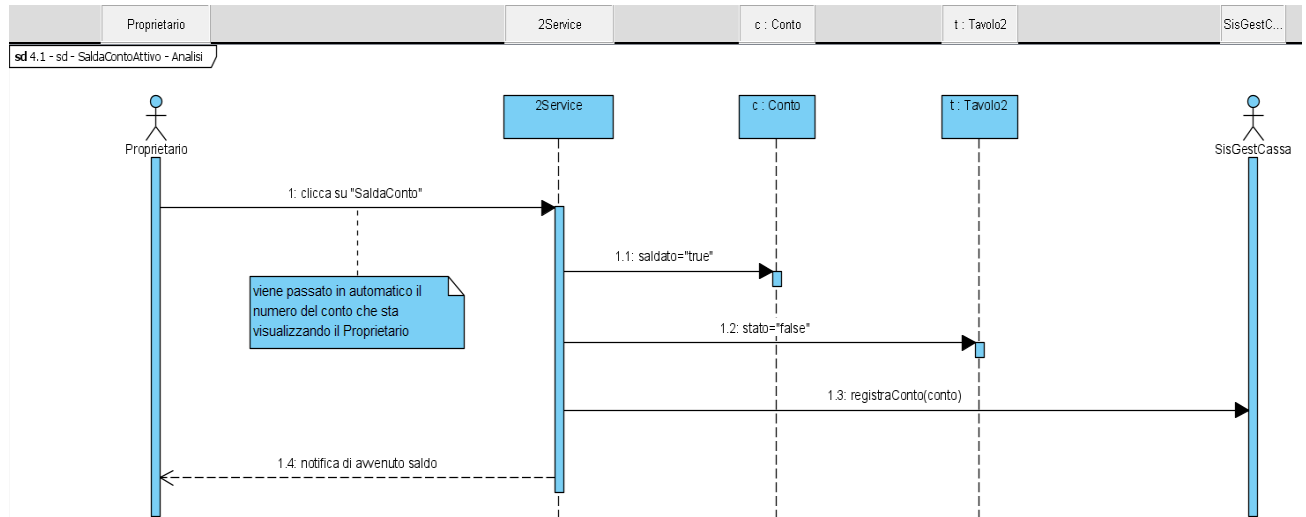 Proprietario
2Service
c : Conto
t : Tavolo2
SisGestC...
sd 4.1 - sd - SaldaContoAttivo - Analisi
2Service
c : Conto
t : Tavolo2
Proprietario
SisGestCassa
1: clicca su "SaldaConto"
1.1: saldato="true"
viene passato in automatico il
numero del conto che sta
visualizzando il Proprietario
1.2: stato="false"
1.3: registraConto(conto)
1.4: notifica di avvenuto saldo